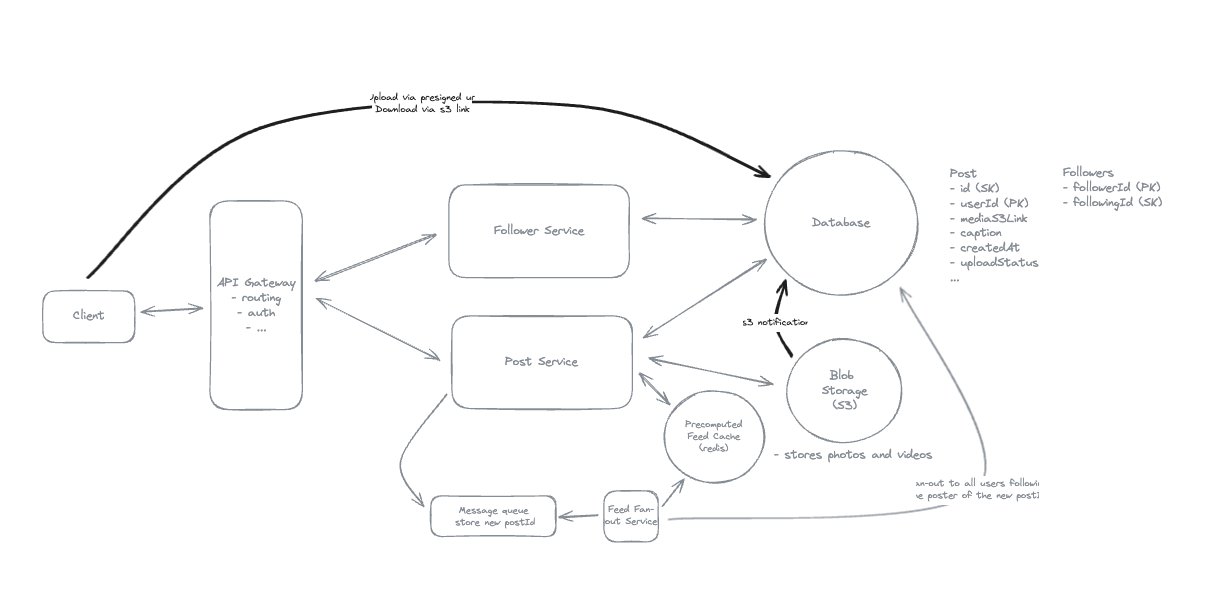 Upload via presigned ur
Download via s3 link
Client
API Gateway
- routing
- auth
- ...
Follower Service
Post Service
Database
Post
- id (SK)
- userId (PK)
- mediaS3Link
- caption
- createdAt
- uploadStatus
...
Followers
- followerId (PK)
- followingId (SK)
s3 notification
Blob
Storage
(S3)
- stores photos and videos
Precomputed
Feed Cache
(redis)
Message queue
store new postId
Feed Fan-
out Service
an-out to all users followi
e poster of the new postI